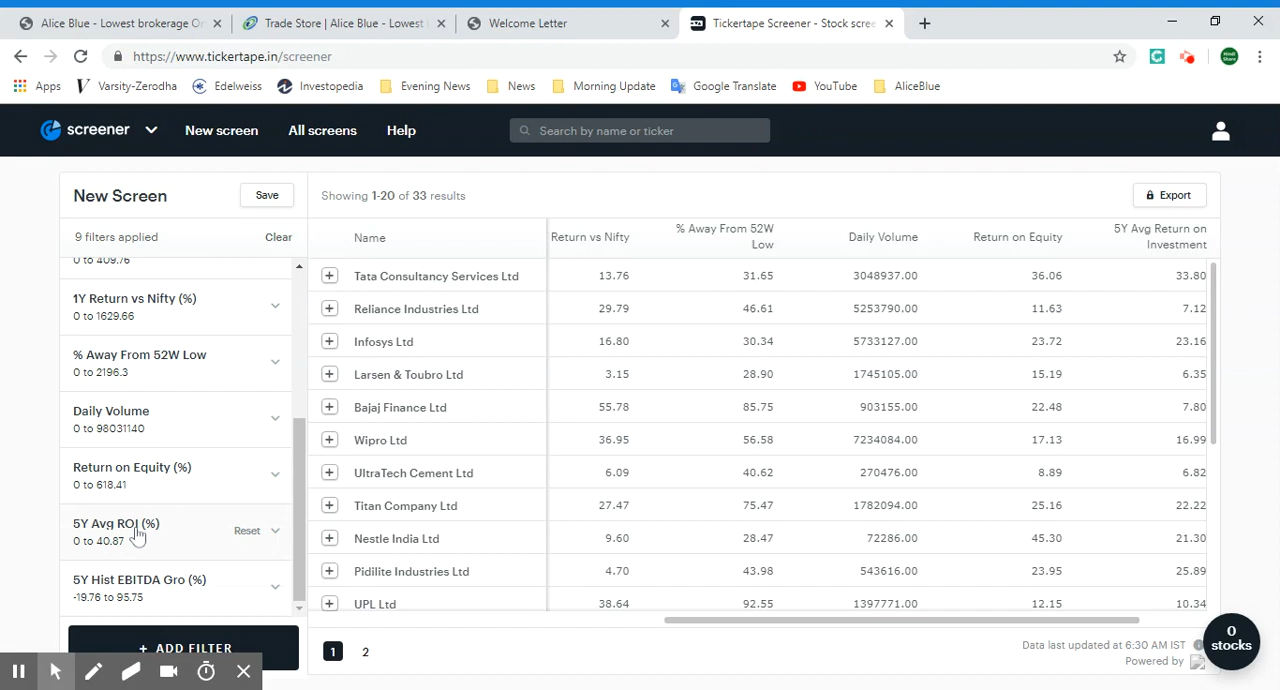 Alice Blue - Lowest brokerage On
Trade Store | Alice Blue - Lowest
Welcome Letter
Tickertape Screener - Stock scree
https://www.tickertape.in/screener
Apps
Varsity-Zerodha
Edelweiss
Investopedia
Evening News
News
Morning Update
Google Translate
YouTube
AliceBlue
screener
New screen
All screens
Help
Search by name or ticker
New Screen
Save
9 filters applied
Clear
0 to 409.76
1Y Return vs Nifty (%)
0 to 1629.66
% Away From 52W Low
0 to 2196.3
Daily Volume
0 to 98031140
Return on Equity (%)
0 to 618.41
5Y Avg ROI (%)
0 to 40.87
Reset
5Y Hist EBITDA Gro (%)
-19.76 to 95.75
+ ADD FILTER
Showing 1-20 of 33 results
Export
Name Return vs Nifty % Away From 52W Low Daily Volume Return on Equity 5Y Avg Return on Investment
Tata Consultancy Services Ltd 13.76 31.65 3048937.00 36.06 33.80
Reliance Industries Ltd 29.79 46.61 5253790.00 11.63 7.12
Infosys Ltd 16.80 30.34 5733127.00 23.72 23.16
Larsen & Toubro Ltd 3.15 28.90 1745105.00 15.19 6.35
Bajaj Finance Ltd 55.78 85.75 903155.00 22.48 7.80
Wipro Ltd 36.95 56.58 7234084.00 17.13 16.99
UltraTech Cement Ltd 6.09 40.62 270476.00 8.89 6.82
Titan Company Ltd 27.47 75.47 1782094.00 25.16 22.22
Nestle India Ltd 9.60 28.47 72286.00 45.30 21.30
Pidilite Industries Ltd 4.70 43.98 543616.00 23.95 25.89
UPL Ltd 38.64 92.55 1397771.00 12.15 10.34
1 2
Data last updated at 6:30 AM IST
Powered by
0
stocks